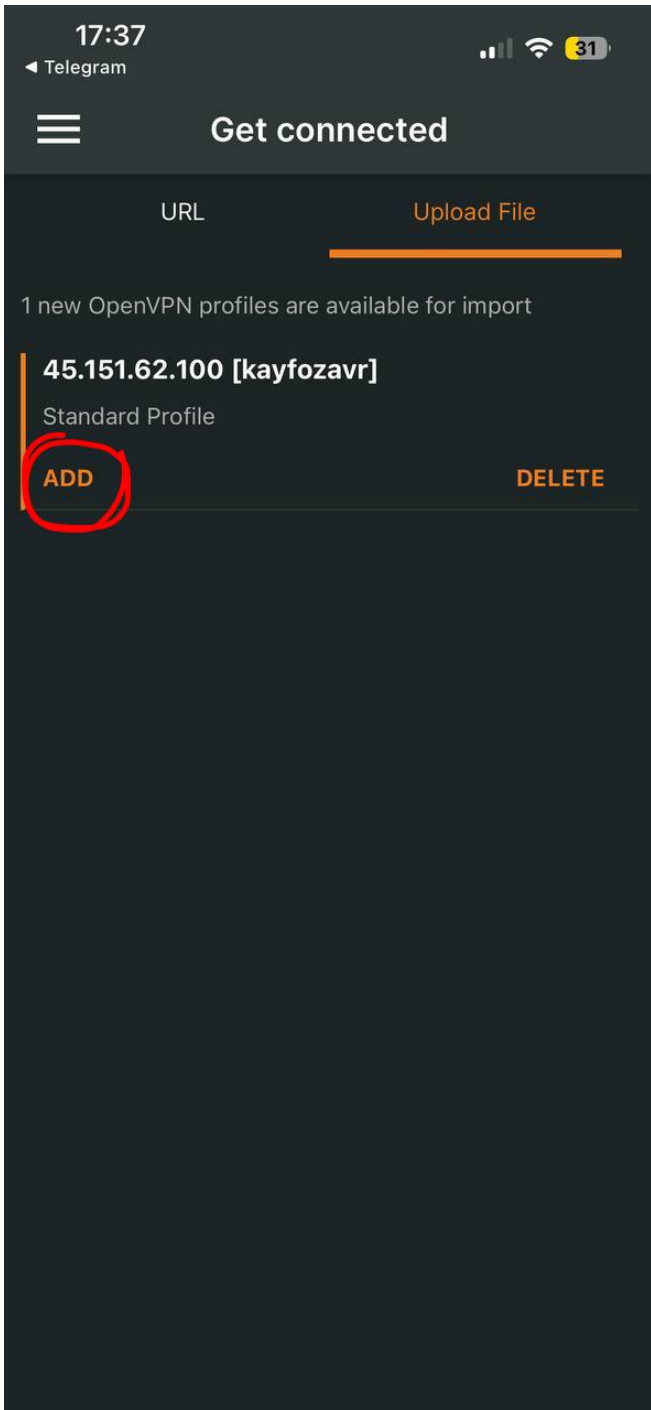 17:37
31
◀ Telegram
Get connected
URL
Upload File
1 new OpenVPN profiles are available for import
45.151.62.100 [kayfozavr]
Standard Profile
ADD
DELETE